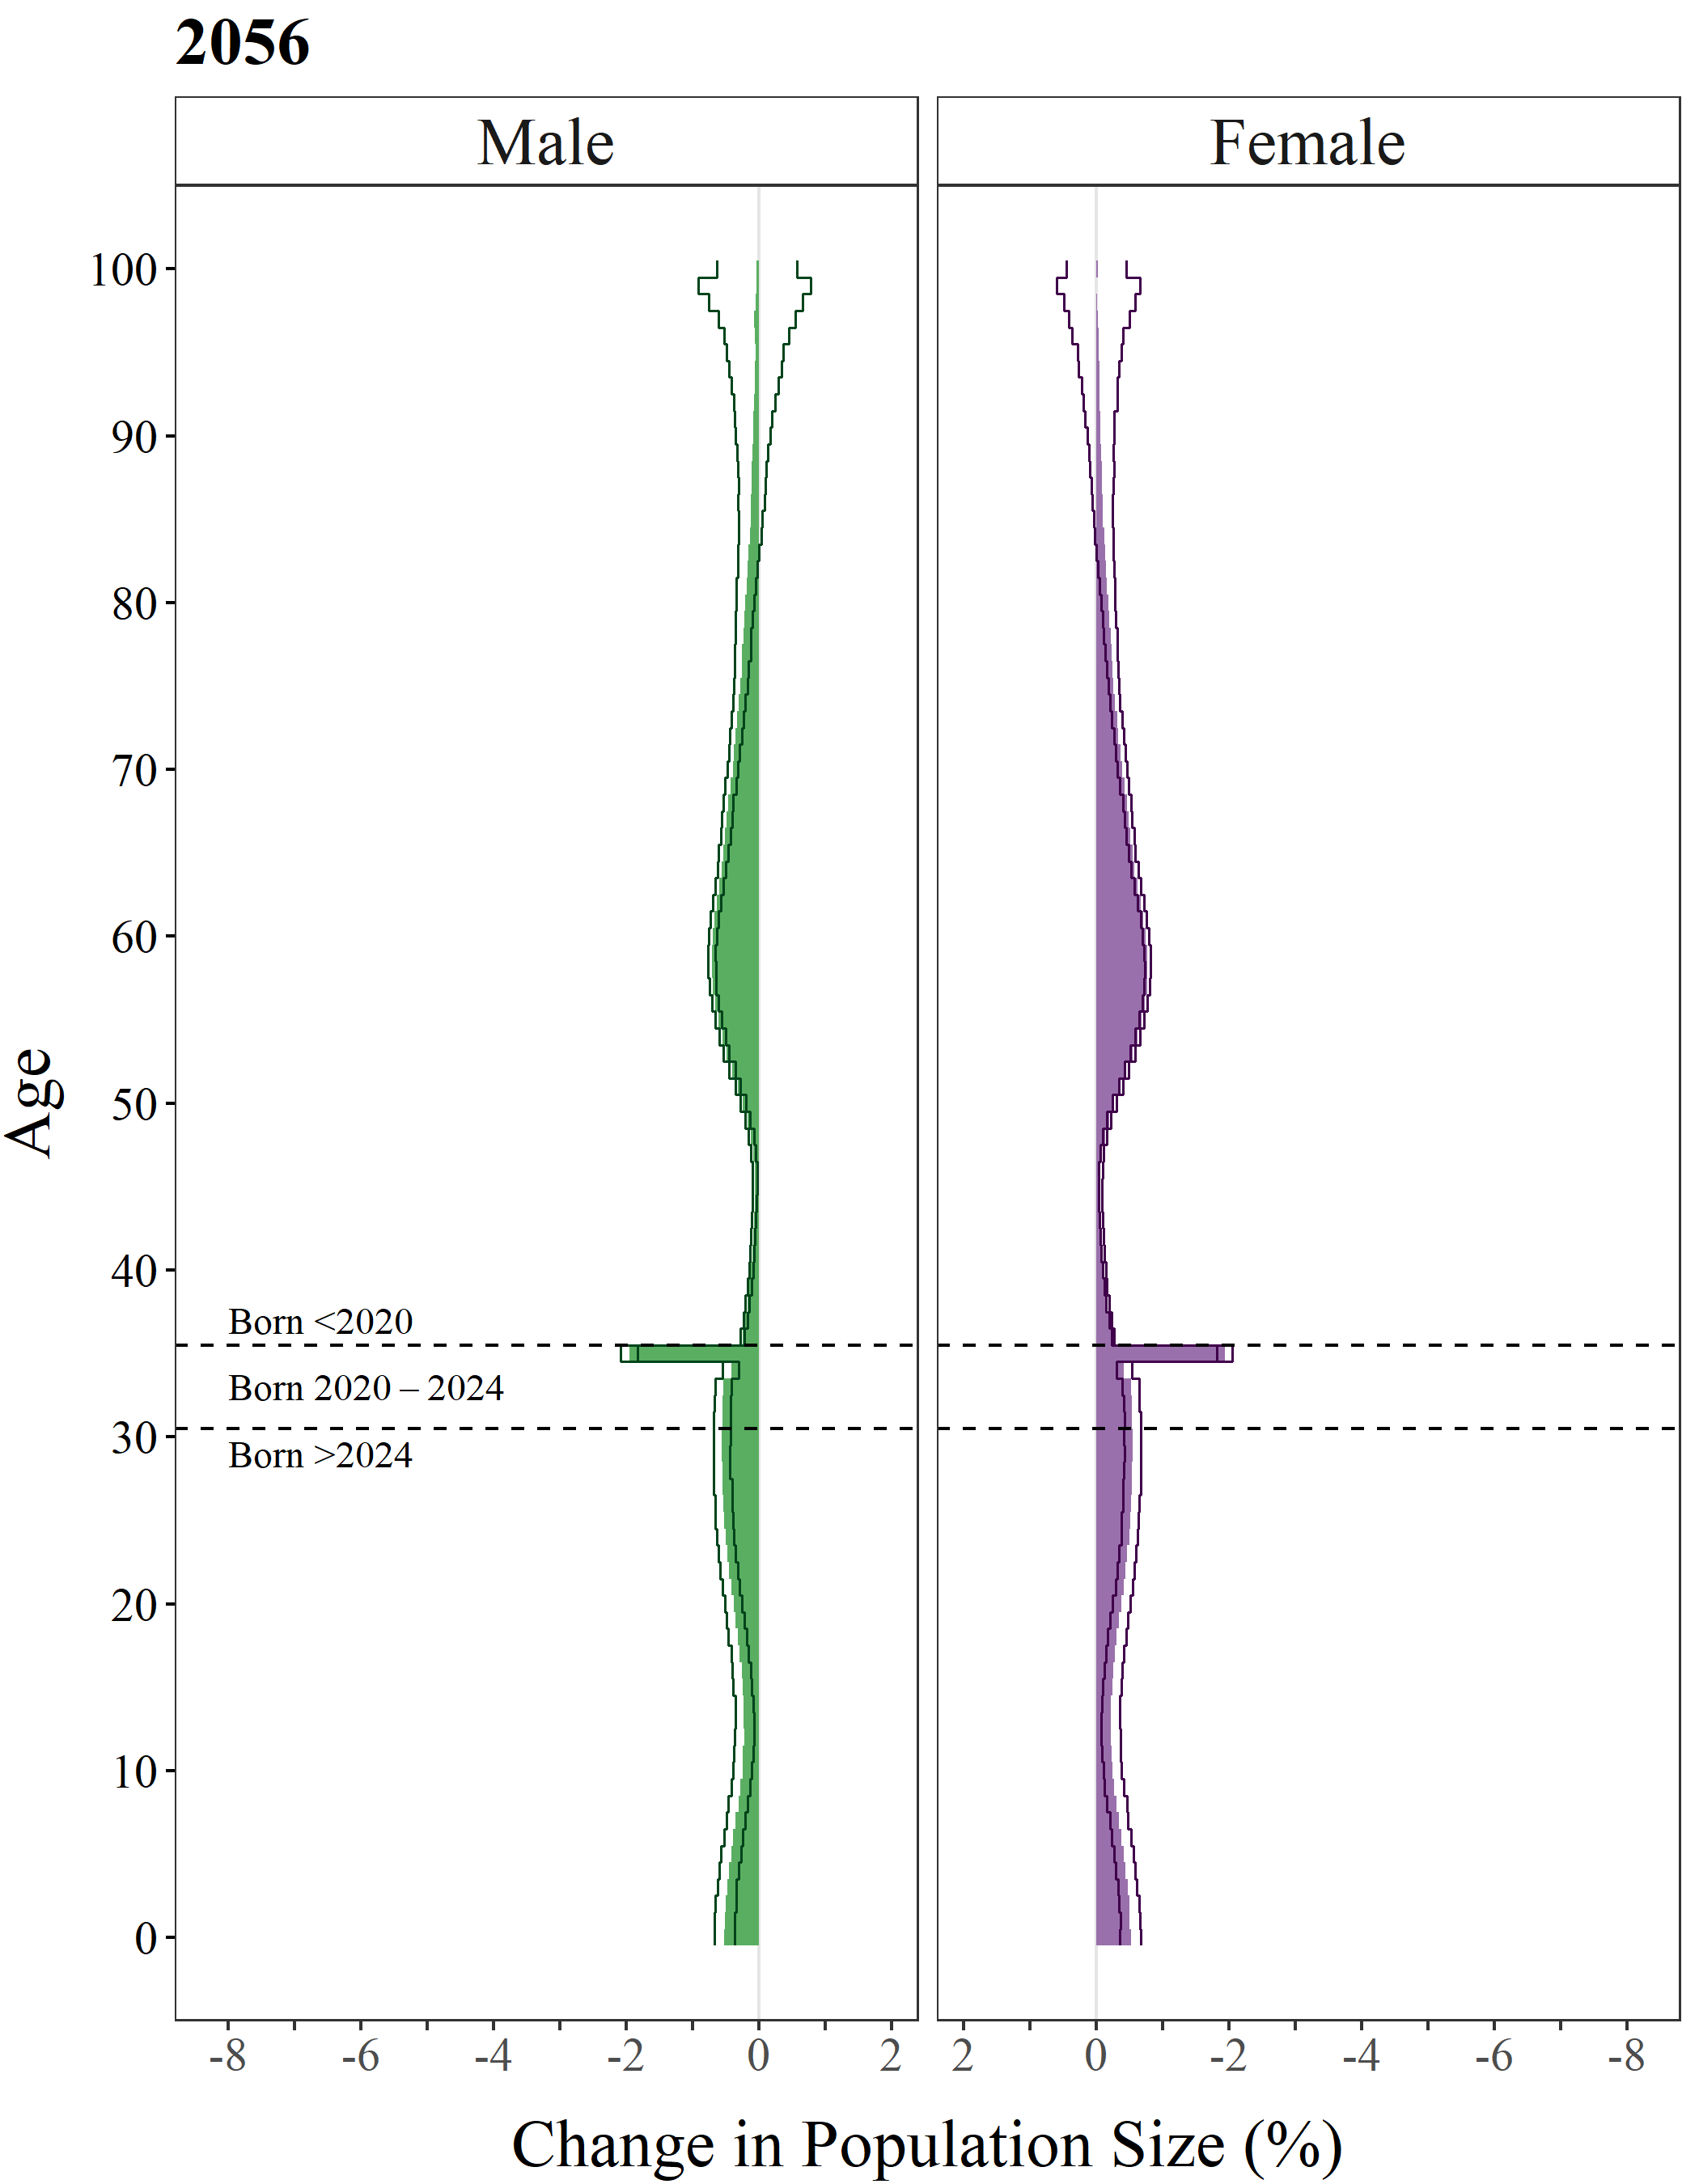 2056
Male
Female
100
90
80
70
60
50
40
30
20
10
0
Age
Born <2020
Born 2020 – 2024
Born >2024
-8 -6 -4 -2 0 2
2 0 -2 -4 -6 -8
Change in Population Size (%)